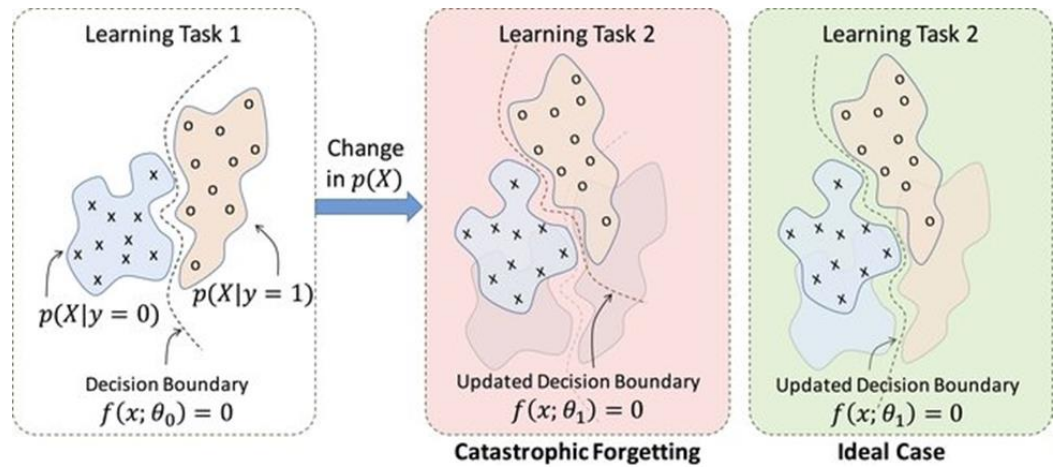 Learning Task 1
p(X|y = 0)
p(X|y = 1)
Decision Boundary
f(x; θ₀) = 0
Change
in p(X)
Learning Task 2
Updated Decision Boundary
f(x; θ₁) = 0
Catastrophic Forgetting
Learning Task 2
Updated Decision Boundary
f(x; θ₁) = 0
Ideal Case